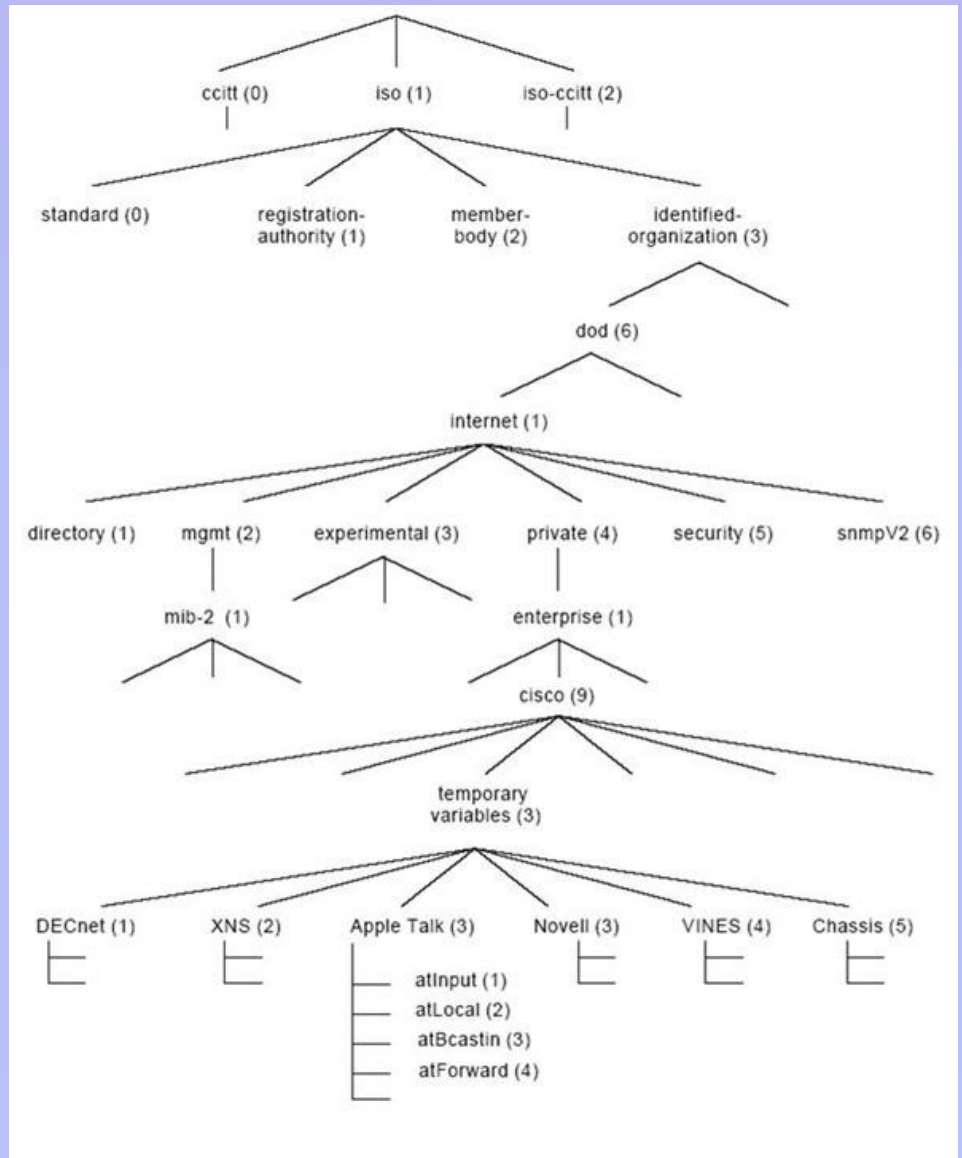 ccitt (0) iso (1) iso-ccitt (2)
standard (0) registration- member- identified-
authority (1) body (2) organization (3)
dod (6)
internet (1)
directory (1) mgmt (2) experimental (3) private (4) security (5) snmpV2 (6)
mib-2 (1) enterprise (1)
cisco (9)
temporary
variables (3)
DECnet (1) XNS (2) Apple Talk (3) Novell (3) VINES (4) Chassis (5)
atInput (1)
atLocal (2)
atBcastin (3)
atForward (4)